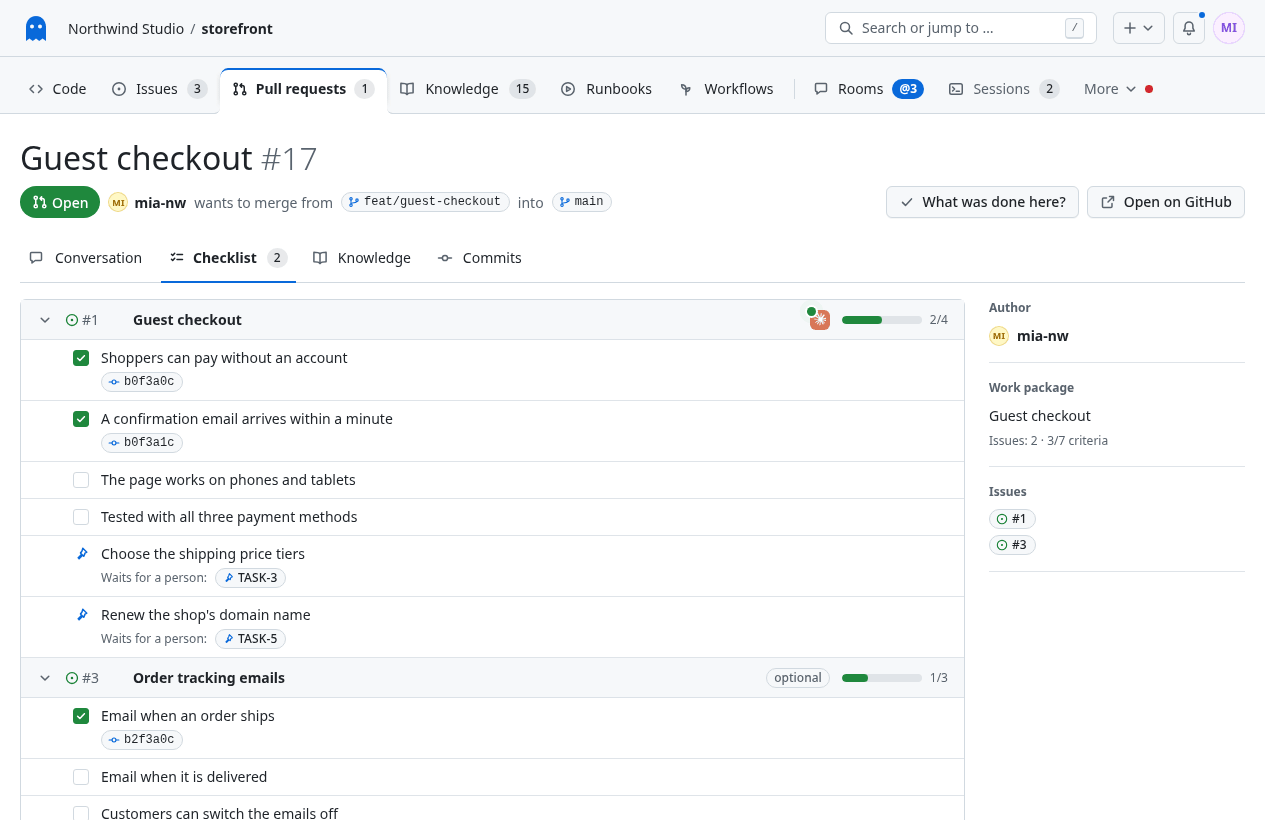 Northwind Studio / storefront
Search or jump to ... /
MI
Code
Issues 3
Pull requests 1
Knowledge 15
Runbooks
Workflows
Rooms @3
Sessions 2
More
Guest checkout #17
Open MI mia-nw wants to merge from feat/guest-checkout into main
What was done here?
Open on GitHub
Conversation
Checklist 2
Knowledge
Commits
#1 Guest checkout 2/4
Shoppers can pay without an account
b0f3a0c
A confirmation email arrives within a minute
b0f3a1c
The page works on phones and tablets
Tested with all three payment methods
Choose the shipping price tiers
Waits for a person: TASK-3
Renew the shop's domain name
Waits for a person: TASK-5
#3 Order tracking emails optional 1/3
Email when an order ships
b2f3a0c
Email when it is delivered
Customers can switch the emails off
Author
MI mia-nw
Work package
Guest checkout
Issues: 2 · 3/7 criteria
Issues
#1
#3